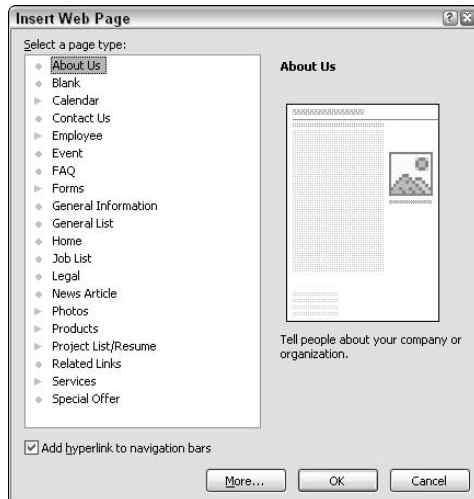 Insert Web Page
Select a page type:
About Us
Blank
Calendar
Contact Us
Employee
Event
FAQ
Forms
General Information
General List
Home
Job List
Legal
News Article
Photos
Products
Project List/Resume
Related Links
Services
Special Offer
About Us
Tell people about your company or
organization.
Add hyperlink to navigation bars
More... OK Cancel